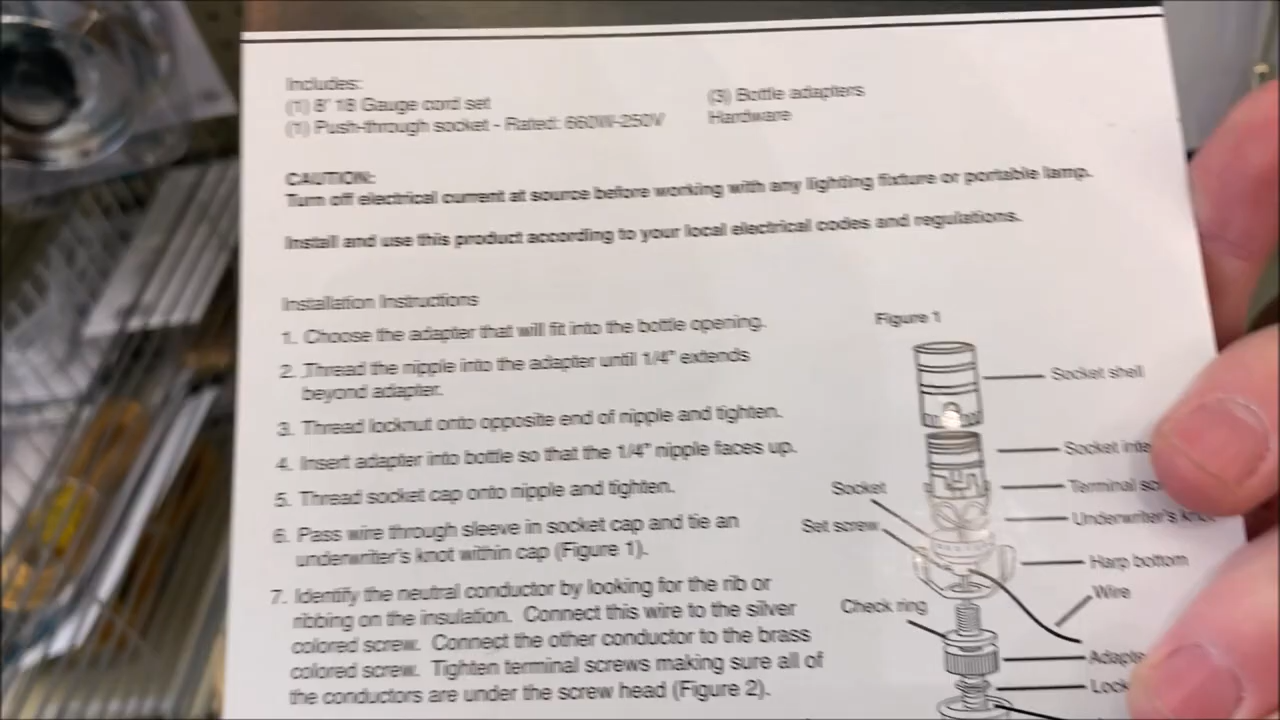 Includes:
(1) 8' 18 Gauge cord set
(1) Push-through socket - Rated: 660W-250V
(3) Bottle adapters
Hardware
CAUTION:
Turn off electrical current at source before working with any lighting fixture or portable lamp.
Install and use this product according to your local electrical codes and regulations.
Installation Instructions
1. Choose the adapter that will fit into the bottle opening.
2. Thread the nipple into the adapter until 1/4" extends
beyond adapter.
3. Thread locknut onto opposite end of nipple and tighten.
4. Insert adapter into bottle so that the 1/4" nipple faces up.
5. Thread socket cap onto nipple and tighten.
6. Pass wire through sleeve in socket cap and tie an
underwriter's knot within cap (Figure 1).
7. Identify the neutral conductor by looking for the rib or
ribbing on the insulation. Connect this wire to the silver
colored screw. Connect the other conductor to the brass
colored screw. Tighten terminal screws making sure all of
the conductors are under the screw head (Figure 2).
Figure 1
Socket shell
Socket inte
Terminal sc
Underwriter's knot
Socket
Set screw
Harp bottom
Wire
Check ring
Adapte
Lock